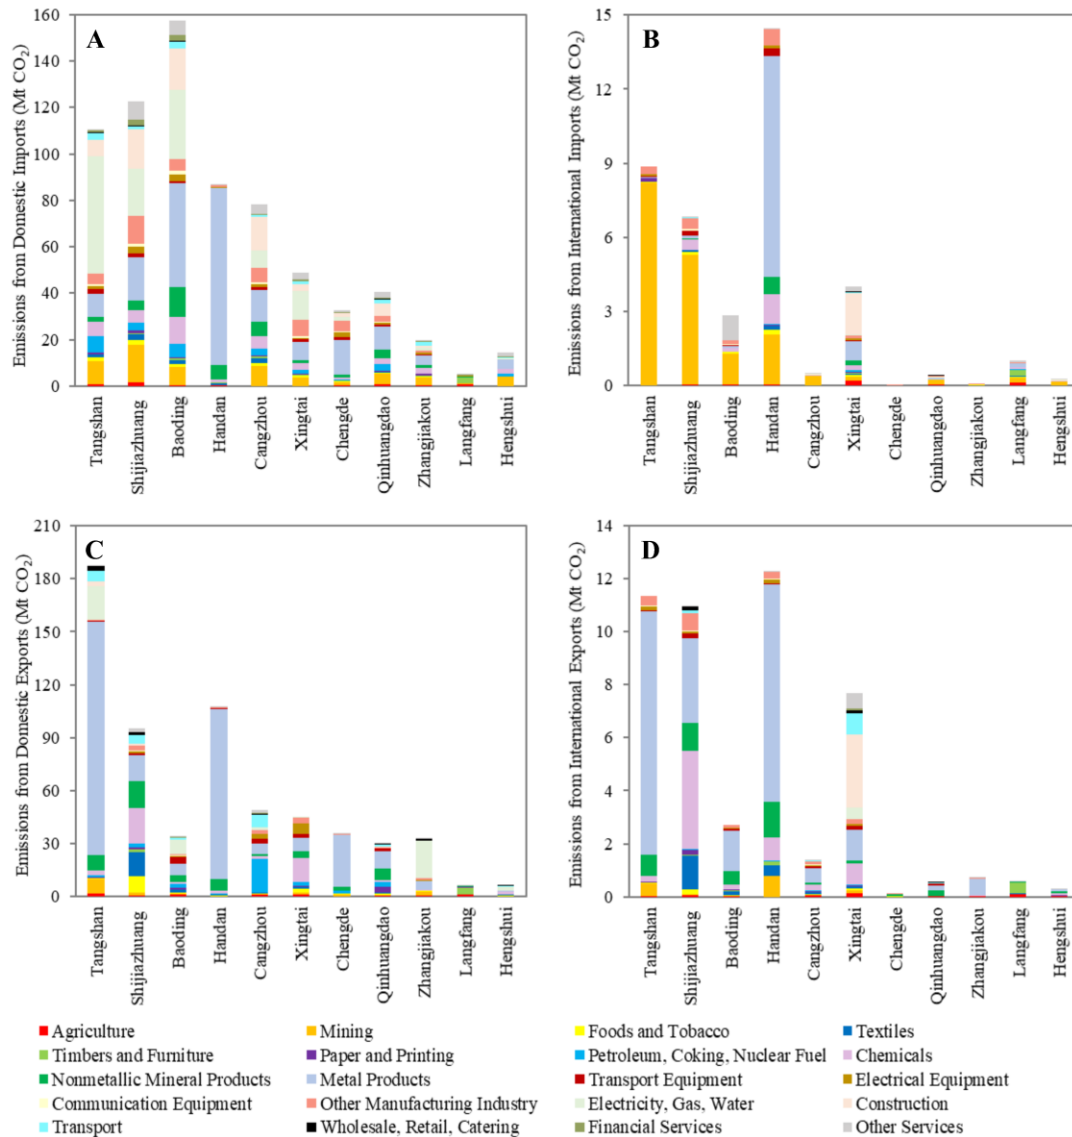 A
Emissions from Domestic Imports (Mt CO₂)
160
140
120
100
80
60
40
20
0
Tangshan
Shijiazhuang
Baoding
Handan
Cangzhou
Xingtai
Chengde
Qinhuangdao
Zhangjiakou
Langfang
Hengshui
B
Emissions from International Imports (Mt CO₂)
15
12
9
6
3
0
Tangshan
Shijiazhuang
Baoding
Handan
Cangzhou
Xingtai
Chengde
Qinhuangdao
Zhangjiakou
Langfang
Hengshui
C
Emissions from Domestic Exports (Mt CO₂)
210
180
150
120
90
60
30
0
Tangshan
Shijiazhuang
Baoding
Handan
Cangzhou
Xingtai
Chengde
Qinhuangdao
Zhangjiakou
Langfang
Hengshui
D
Emissions from International Exports (Mt CO₂)
14
12
10
8
6
4
2
0
Tangshan
Shijiazhuang
Baoding
Handan
Cangzhou
Xingtai
Chengde
Qinhuangdao
Zhangjiakou
Langfang
Hengshui
Agriculture Mining Foods and Tobacco Textiles
Timbers and Furniture Paper and Printing Petroleum, Coking, Nuclear Fuel Chemicals
Nonmetallic Mineral Products Metal Products Transport Equipment Electrical Equipment
Communication Equipment Other Manufacturing Industry Electricity, Gas, Water Construction
Transport Wholesale, Retail, Catering Financial Services Other Services